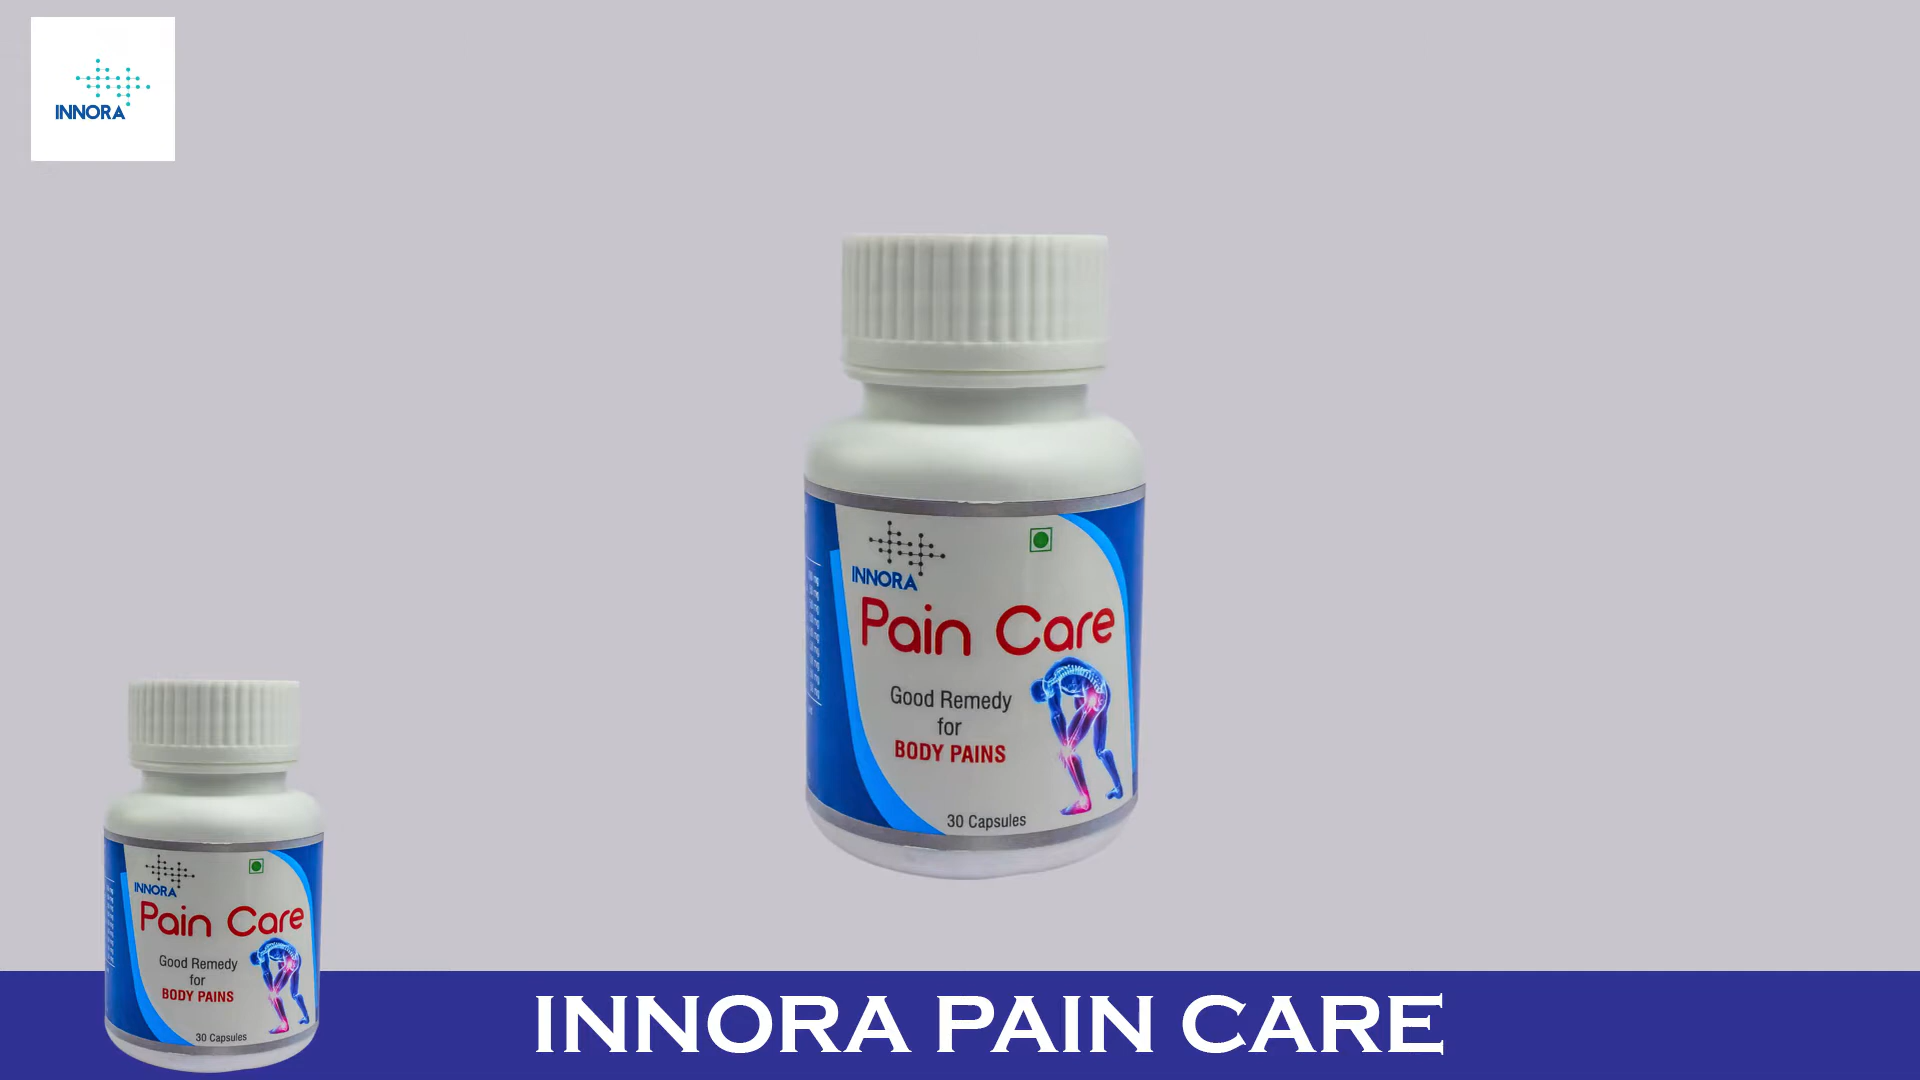 INNORA
INNORA
Pain Care
Good Remedy
for
BODY PAINS
30 Capsules
INNORA
Pain Care
Good Remedy
for
BODY PAINS
30 Capsules
INNORA PAIN CARE